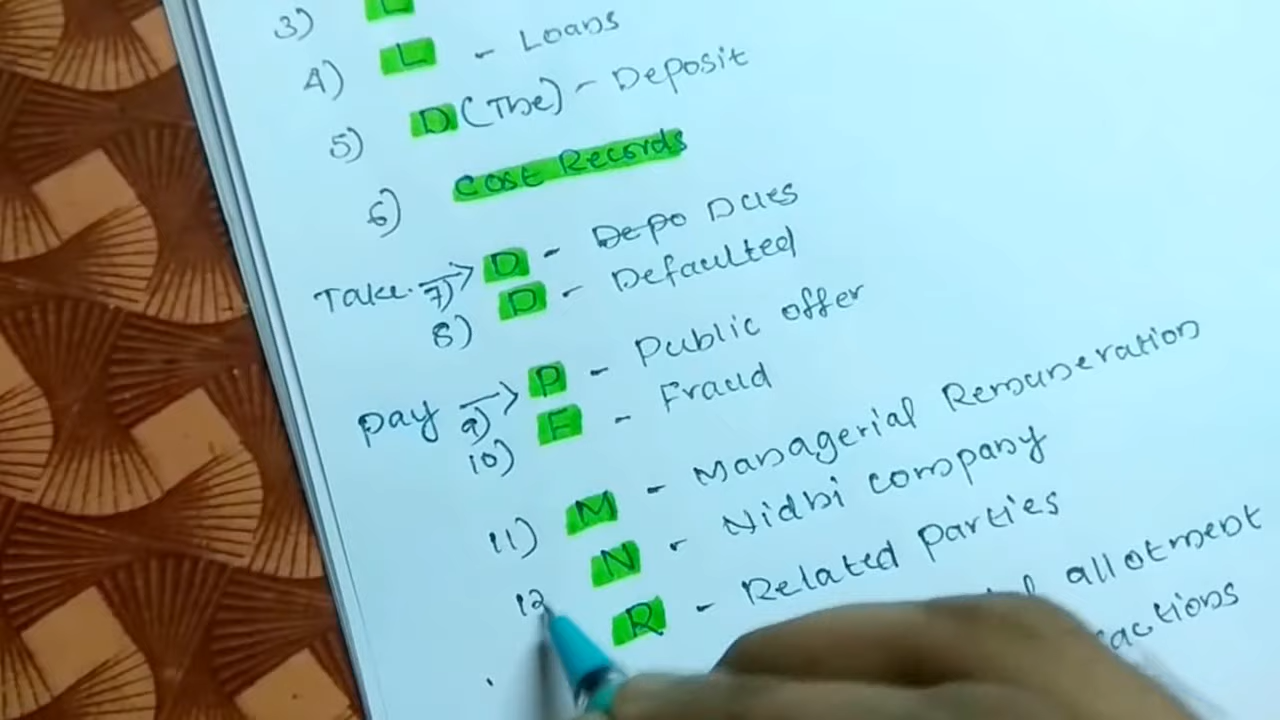 3) L
4) L - Loans
5) D (The) - Deposit
6) Cost Records
Take → 7) D - Depo Dues
8) D - Defaulted
Pay → 9) P - Public offer
10) F - Fraud
11) M - Managerial Remuneration
12 N - Nidhi company
R - Related Parties
allotment